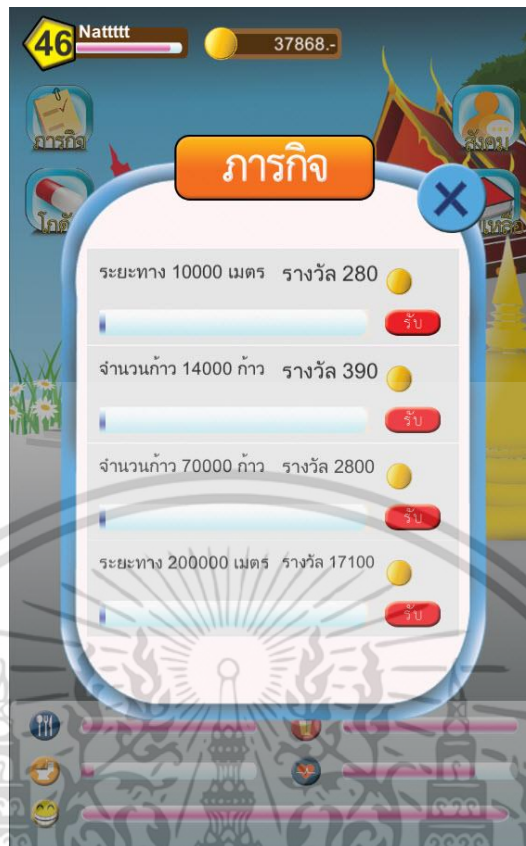 46
Nattttt
37868.-
ภารกิจ
สังคม
ภารกิจ
ระยะทาง 10000 เมตร รางวัล 280
รับ
จำนวนก้าว 14000 ก้าว รางวัล 390
รับ
จำนวนก้าว 70000 ก้าว รางวัล 2800
รับ
ระยะทาง 200000 เมตร รางวัล 17100
รับ